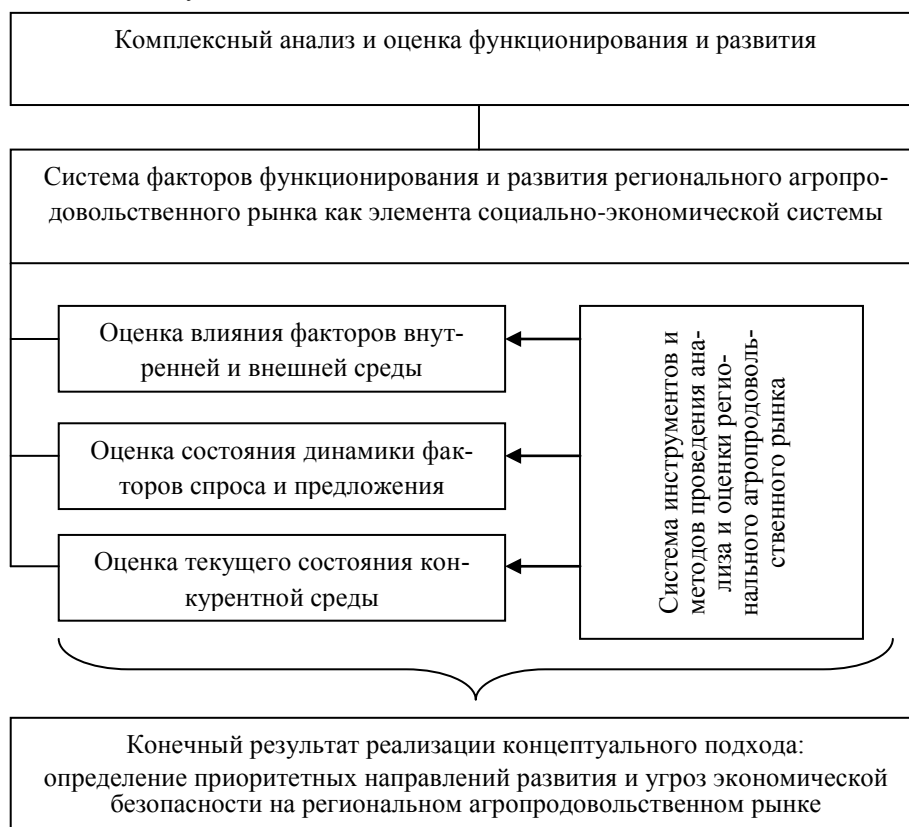 Комплексный анализ и оценка функционирования и развития
Система факторов функционирования и развития регионального агропро-
довольственного рынка как элемента социально-экономической системы
Оценка влияния факторов внут-
ренней и внешней среды
Оценка состояния динамики фак-
торов спроса и предложения
Оценка текущего состояния кон-
курентной среды
Система инструментов и
методов проведения ана-
лиза и оценки регио-
нального агропродоволь-
ственного рынка
Конечный результат реализации концептуального подхода:
определение приоритетных направлений развития и угроз экономической
безопасности на региональном агропродовольственном рынке